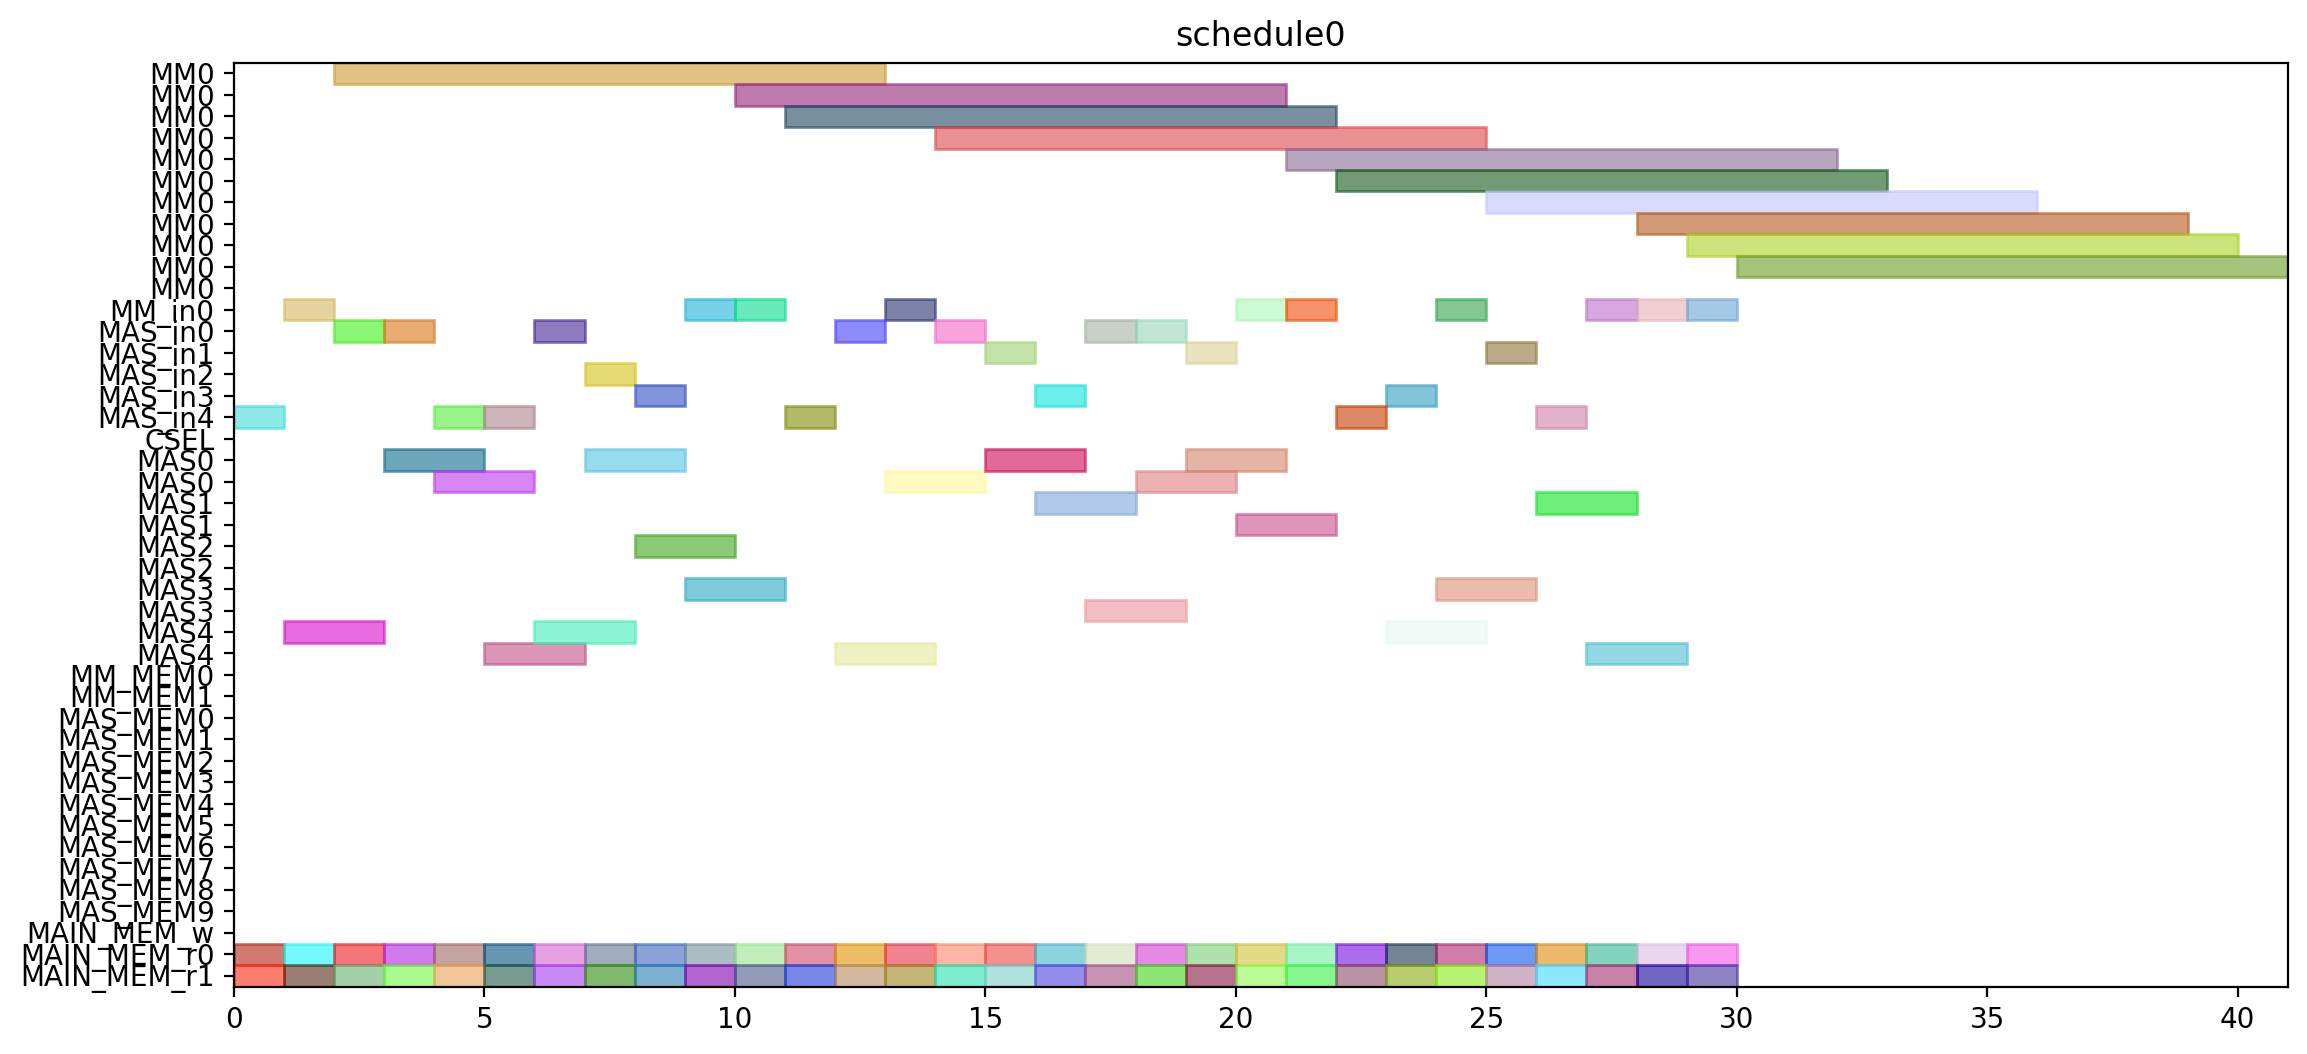 schedule0
MM0
MM0
MM0
MM0
MM0
MM0
MM0
MM0
MM0
MM0
MM0
MM_in0
MAS_in0
MAS_in1
MAS_in2
MAS_in3
MAS_in4
CSEL
MAS0
MAS0
MAS1
MAS1
MAS2
MAS2
MAS3
MAS3
MAS4
MAS4
MM_MEM0
MM_MEM1
MAS_MEM0
MAS_MEM1
MAS_MEM2
MAS_MEM3
MAS_MEM4
MAS_MEM5
MAS_MEM6
MAS_MEM7
MAS_MEM8
MAS_MEM9
MAIN_MEM_w
MAIN_MEM_r0
MAIN_MEM_r1
0 5 10 15 20 25 30 35 40